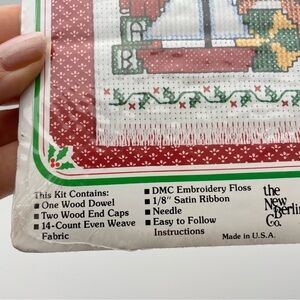 A
B
This Kit Contains:
■ One Wood Dowel
■ Two Wood End Caps
■ 14-Count Even Weave
Fabric
■ DMC Embroidery Floss
■ 1/8" Satin Ribbon
■ Needle
■ Easy to Follow
Instructions
the
New
Berlin
Co.
Made in U.S.A.